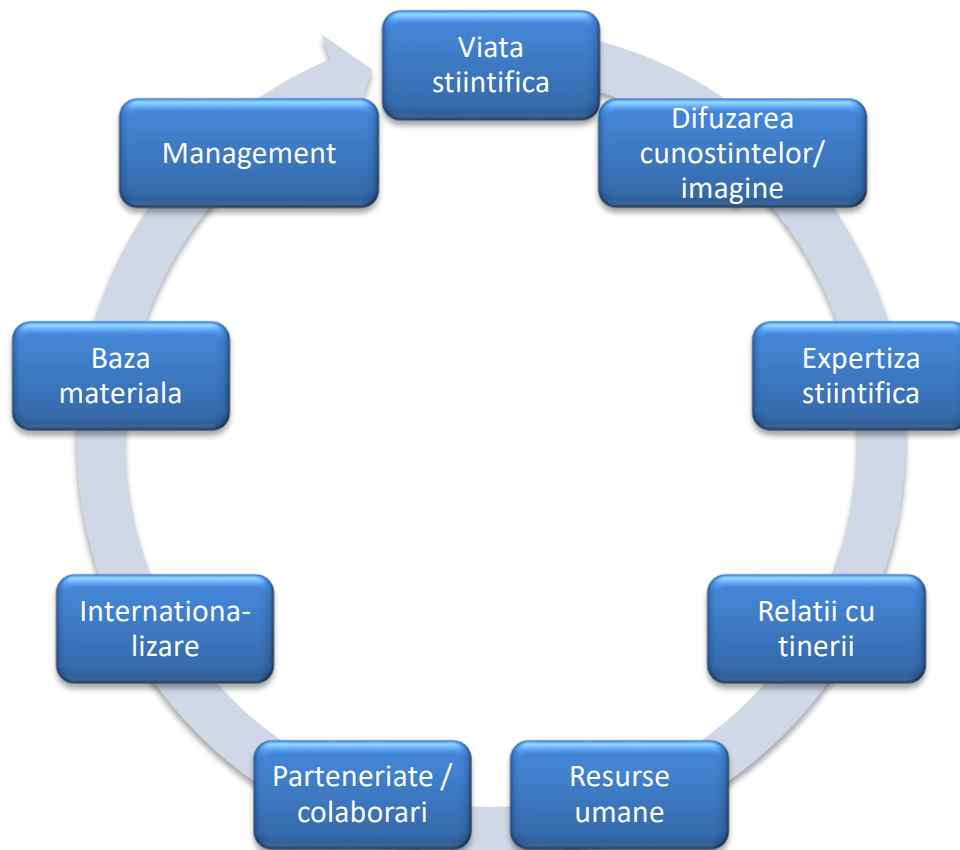 Viata
stiintifica
Difuzarea
cunostintelor/
imagine
Expertiza
stiintifica
Relatii cu
tinerii
Resurse
umane
Parteneriate /
colaborari
Internationa-
lizare
Baza
materiala
Management